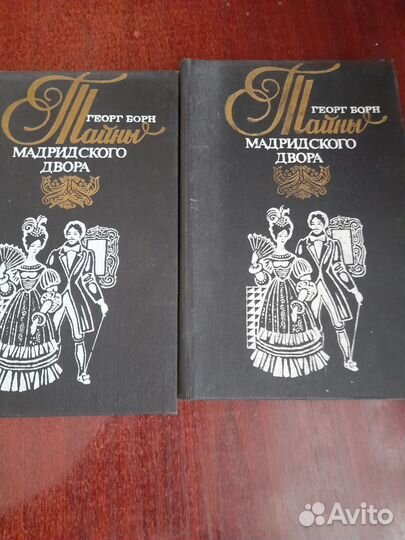 ГЕОРГ БОРН
Тайны
МАДРИДСКОГО
ДВОРА
ГЕОРГ БОРН
Тайны
МАДРИДСКОГО
ДВОРА
Avito